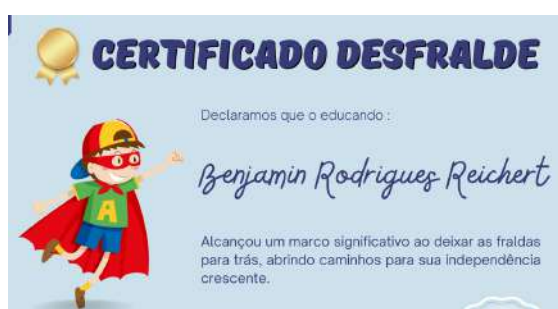 CERTIFICADO DESFRALDE
Declaramos que o educando :
Benjamin Rodrigues Reichert
A
Alcançou um marco significativo ao deixar as fraldas
para trás, abrindo caminhos para sua independência
crescente.